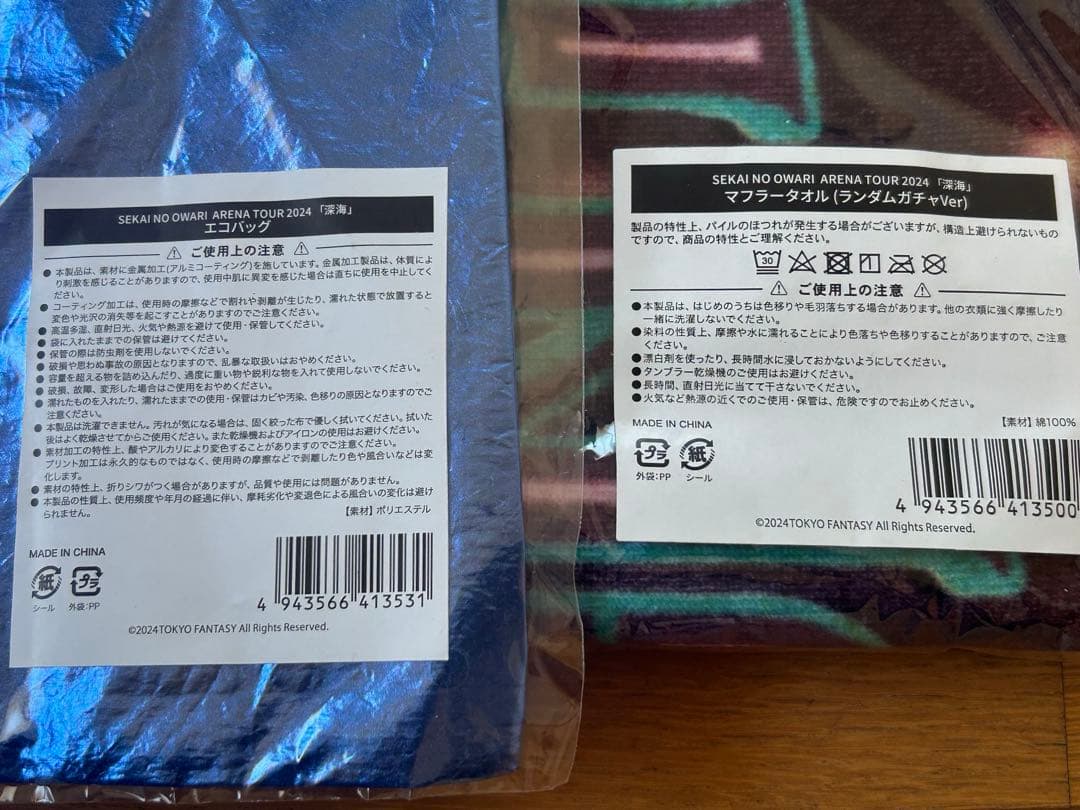 SEKAI NO OWARI ARENA TOUR 2024 「深海」
エコバッグ
⚠ ご使用上の注意 ⚠
● 本製品は、素材に金属加工(アルミコーティング)を施しています。金属加工製品は、体質によ
り刺激を感じることがありますので、使用中肌に異変を感じた場合は直ちに使用を中止してく
ださい。
● コーティング加工は、使用時の摩擦などで割れや剥離が生じたり、濡れた状態で放置すると
変色や光沢の消失等を起こすことがありますのでご注意ください。
● 高温多湿、直射日光、火気や熱源を避けて使用・保管してください。
● 袋に入れたままでの保管は避けてください。
● 保管の際は防虫剤を使用しないでください。
● 破損や思わぬ事故の原因となりますので、乱暴な取扱いはおやめください。
● 容量を超える物を詰め込んだり、過度に重い物や鋭利な物を入れて使用しないでください。
● 破損、故障、変形した場合はご使用をおやめください。
● 濡れたものを入れたり、濡れたままでの使用・保管はカビや汚染、色移りの原因となりますのでご
注意ください。
● 本製品は洗濯できません。汚れが気になる場合は、固く絞った布で優しく拭いてください。拭いた
後はよく乾燥させてからご使用ください。また乾燥機およびアイロンの使用はお避けください。
● 素材加工の特性上、酸やアルカリにより変色することがありますのでご注意ください。
プリント加工は永久的なものではなく、使用時の摩擦などで剥離したり色や風合いなどは変
化します。
● 素材の特性上、折りシワがつく場合がありますが、品質や使用には問題がありません。
● 本製品の性質上、使用頻度や年月の経過に伴い、摩耗劣化や変退色による風合いの変化は避け
られません。
【素材】ポリエステル
MADE IN CHINA
紙 プラ
シール 外袋:PP
4 943566 413531
©2024TOKYO FANTASY All Rights Reserved.
SEKAI NO OWARI ARENA TOUR 2024 「深海」
マフラータオル (ランダムガチャVer)
製品の特性上、パイルのほつれが発生する場合がございますが、構造上避けられないもの
ですので、商品の特性とご理解ください。
30
⚠ ご使用上の注意 ⚠
●本製品は、はじめのうちは色移りや毛羽落ちする場合があります。他の衣類に強く摩擦したり
一緒に洗濯しないでください。
●染料の性質上、摩擦や水に濡れることにより色落ちや色移りすることがありますので、ご注意
ください。
●漂白剤を使ったり、長時間水に浸しておかないようにしてください。
●タンブラー乾燥機のご使用はお避けください。
●長時間、直射日光に当てて干さないでください。
●火気など熱源の近くでのご使用・保管は、危険ですのでお止めください。
MADE IN CHINA
【素材】綿100%
プラ 紙
外袋:PP シール
4 943566 413500
©2024TOKYO FANTASY All Rights Reserved.